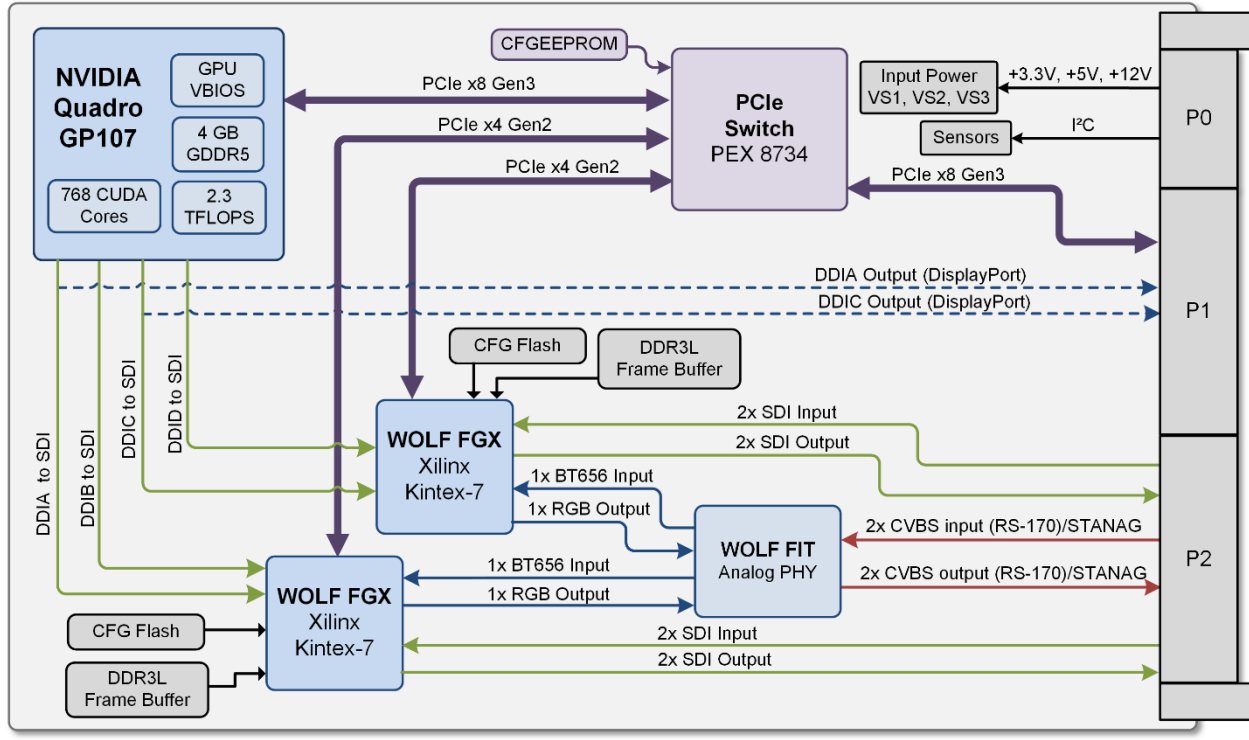 NVIDIA
Quadro
GP107
GPU
VBIOS
4 GB
GDDR5
768 CUDA
Cores
2.3
TFLOPS
CFGEEPROM
PCIe x8 Gen3
PCIe x4 Gen2
PCIe x4 Gen2
PCIe
Switch
PEX 8734
PCIe x8 Gen3
Input Power
VS1, VS2, VS3
+3.3V, +5V, +12V
Sensors
I²C
P0
P1
P2
DDIA Output (DisplayPort)
DDIC Output (DisplayPort)
DDIA to SDI
DDIB to SDI
DDIC to SDI
DDID to SDI
CFG Flash
DDR3L
Frame Buffer
WOLF FGX
Xilinx
Kintex-7
2x SDI Input
2x SDI Output
1x BT656 Input
1x RGB Output
WOLF FIT
Analog PHY
2x CVBS input (RS-170)/STANAG
2x CVBS output (RS-170)/STANAG
WOLF FGX
Xilinx
Kintex-7
1x BT656 Input
1x RGB Output
2x SDI Input
2x SDI Output
CFG Flash
DDR3L
Frame Buffer